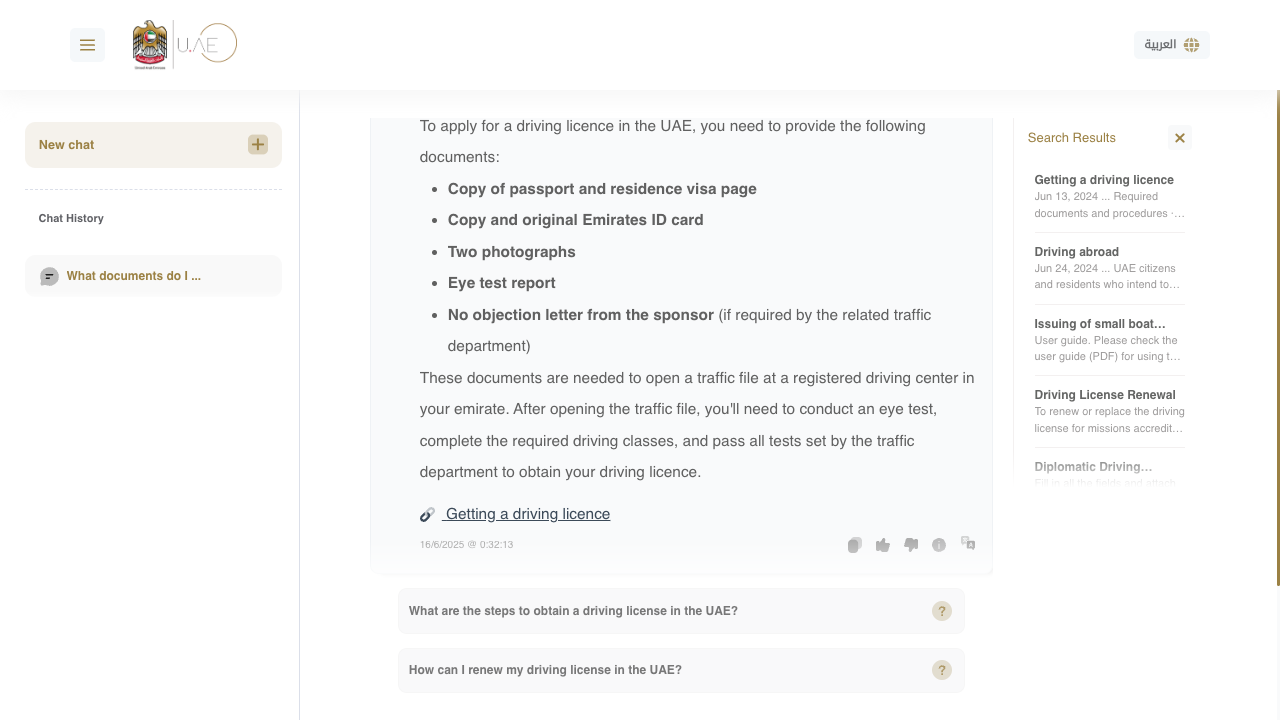 U.AE
العربية
New chat
Chat History
What documents do I ...
To apply for a driving licence in the UAE, you need to provide the following
documents:
• Copy of passport and residence visa page
• Copy and original Emirates ID card
• Two photographs
• Eye test report
• No objection letter from the sponsor (if required by the related traffic
department)
These documents are needed to open a traffic file at a registered driving center in
your emirate. After opening the traffic file, you'll need to conduct an eye test,
complete the required driving classes, and pass all tests set by the traffic
department to obtain your driving licence.
Getting a driving licence
16/6/2025 @ 0:32:13
What are the steps to obtain a driving license in the UAE?
?
How can I renew my driving license in the UAE?
?
Search Results
Getting a driving licence
Jun 13, 2024 ... Required
documents and procedures ·…
Driving abroad
Jun 24, 2024 ... UAE citizens
and residents who intend to…
Issuing of small boat…
User guide. Please check the
user guide (PDF) for using t…
Driving License Renewal
To renew or replace the driving
license for missions accredit…
Diplomatic Driving…
Fill in all the fields and attach